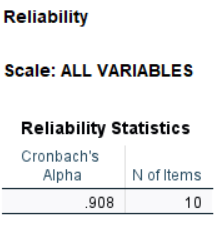 Reliability
Scale: ALL VARIABLES
Reliability Statistics
Cronbach's
Alpha N of Items
.908 10